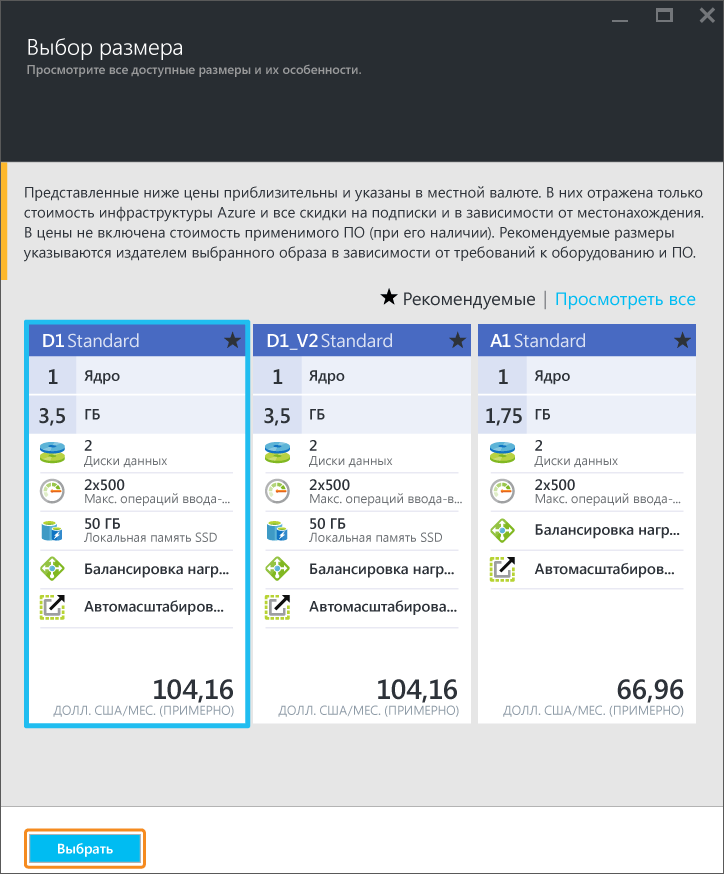 Выбор размера
Просмотрите все доступные размеры и их особенности.
Представленные ниже цены приблизительны и указаны в местной валюте. В них отражена только
стоимость инфраструктуры Azure и все скидки на подписки и в зависимости от местонахождения.
В цены не включена стоимость применимого ПО (при его наличии). Рекомендуемые размеры
указываются издателем выбранного образа в зависимости от требований к оборудованию и ПО.
★ Рекомендуемые | Просмотреть все
D1 Standard ★
1 Ядро
3,5 ГБ
2
Диски данных
2x500
Макс. операций ввода-...
50 ГБ
Локальная память SSD
Балансировка нагр...
Автомасштабиров...
104,16
ДОЛЛ. США/МЕС. (ПРИМЕРНО)
D1_V2 Standard ★
1 Ядро
3,5 ГБ
2
Диски данных
2x500
Макс. операций ввода-в...
50 ГБ
Локальная память SSD
Балансировка нагр...
Автомасштабирова...
104,16
ДОЛЛ. США/МЕС. (ПРИМЕРНО)
A1 Standard ★
1 Ядро
1,75 ГБ
2
Диски данных
2x500
Макс. операций ввода-...
Балансировка нагр...
Автомасштабиров...
66,96
ДОЛЛ. США/МЕС. (ПРИМЕРНО)
Выбрать